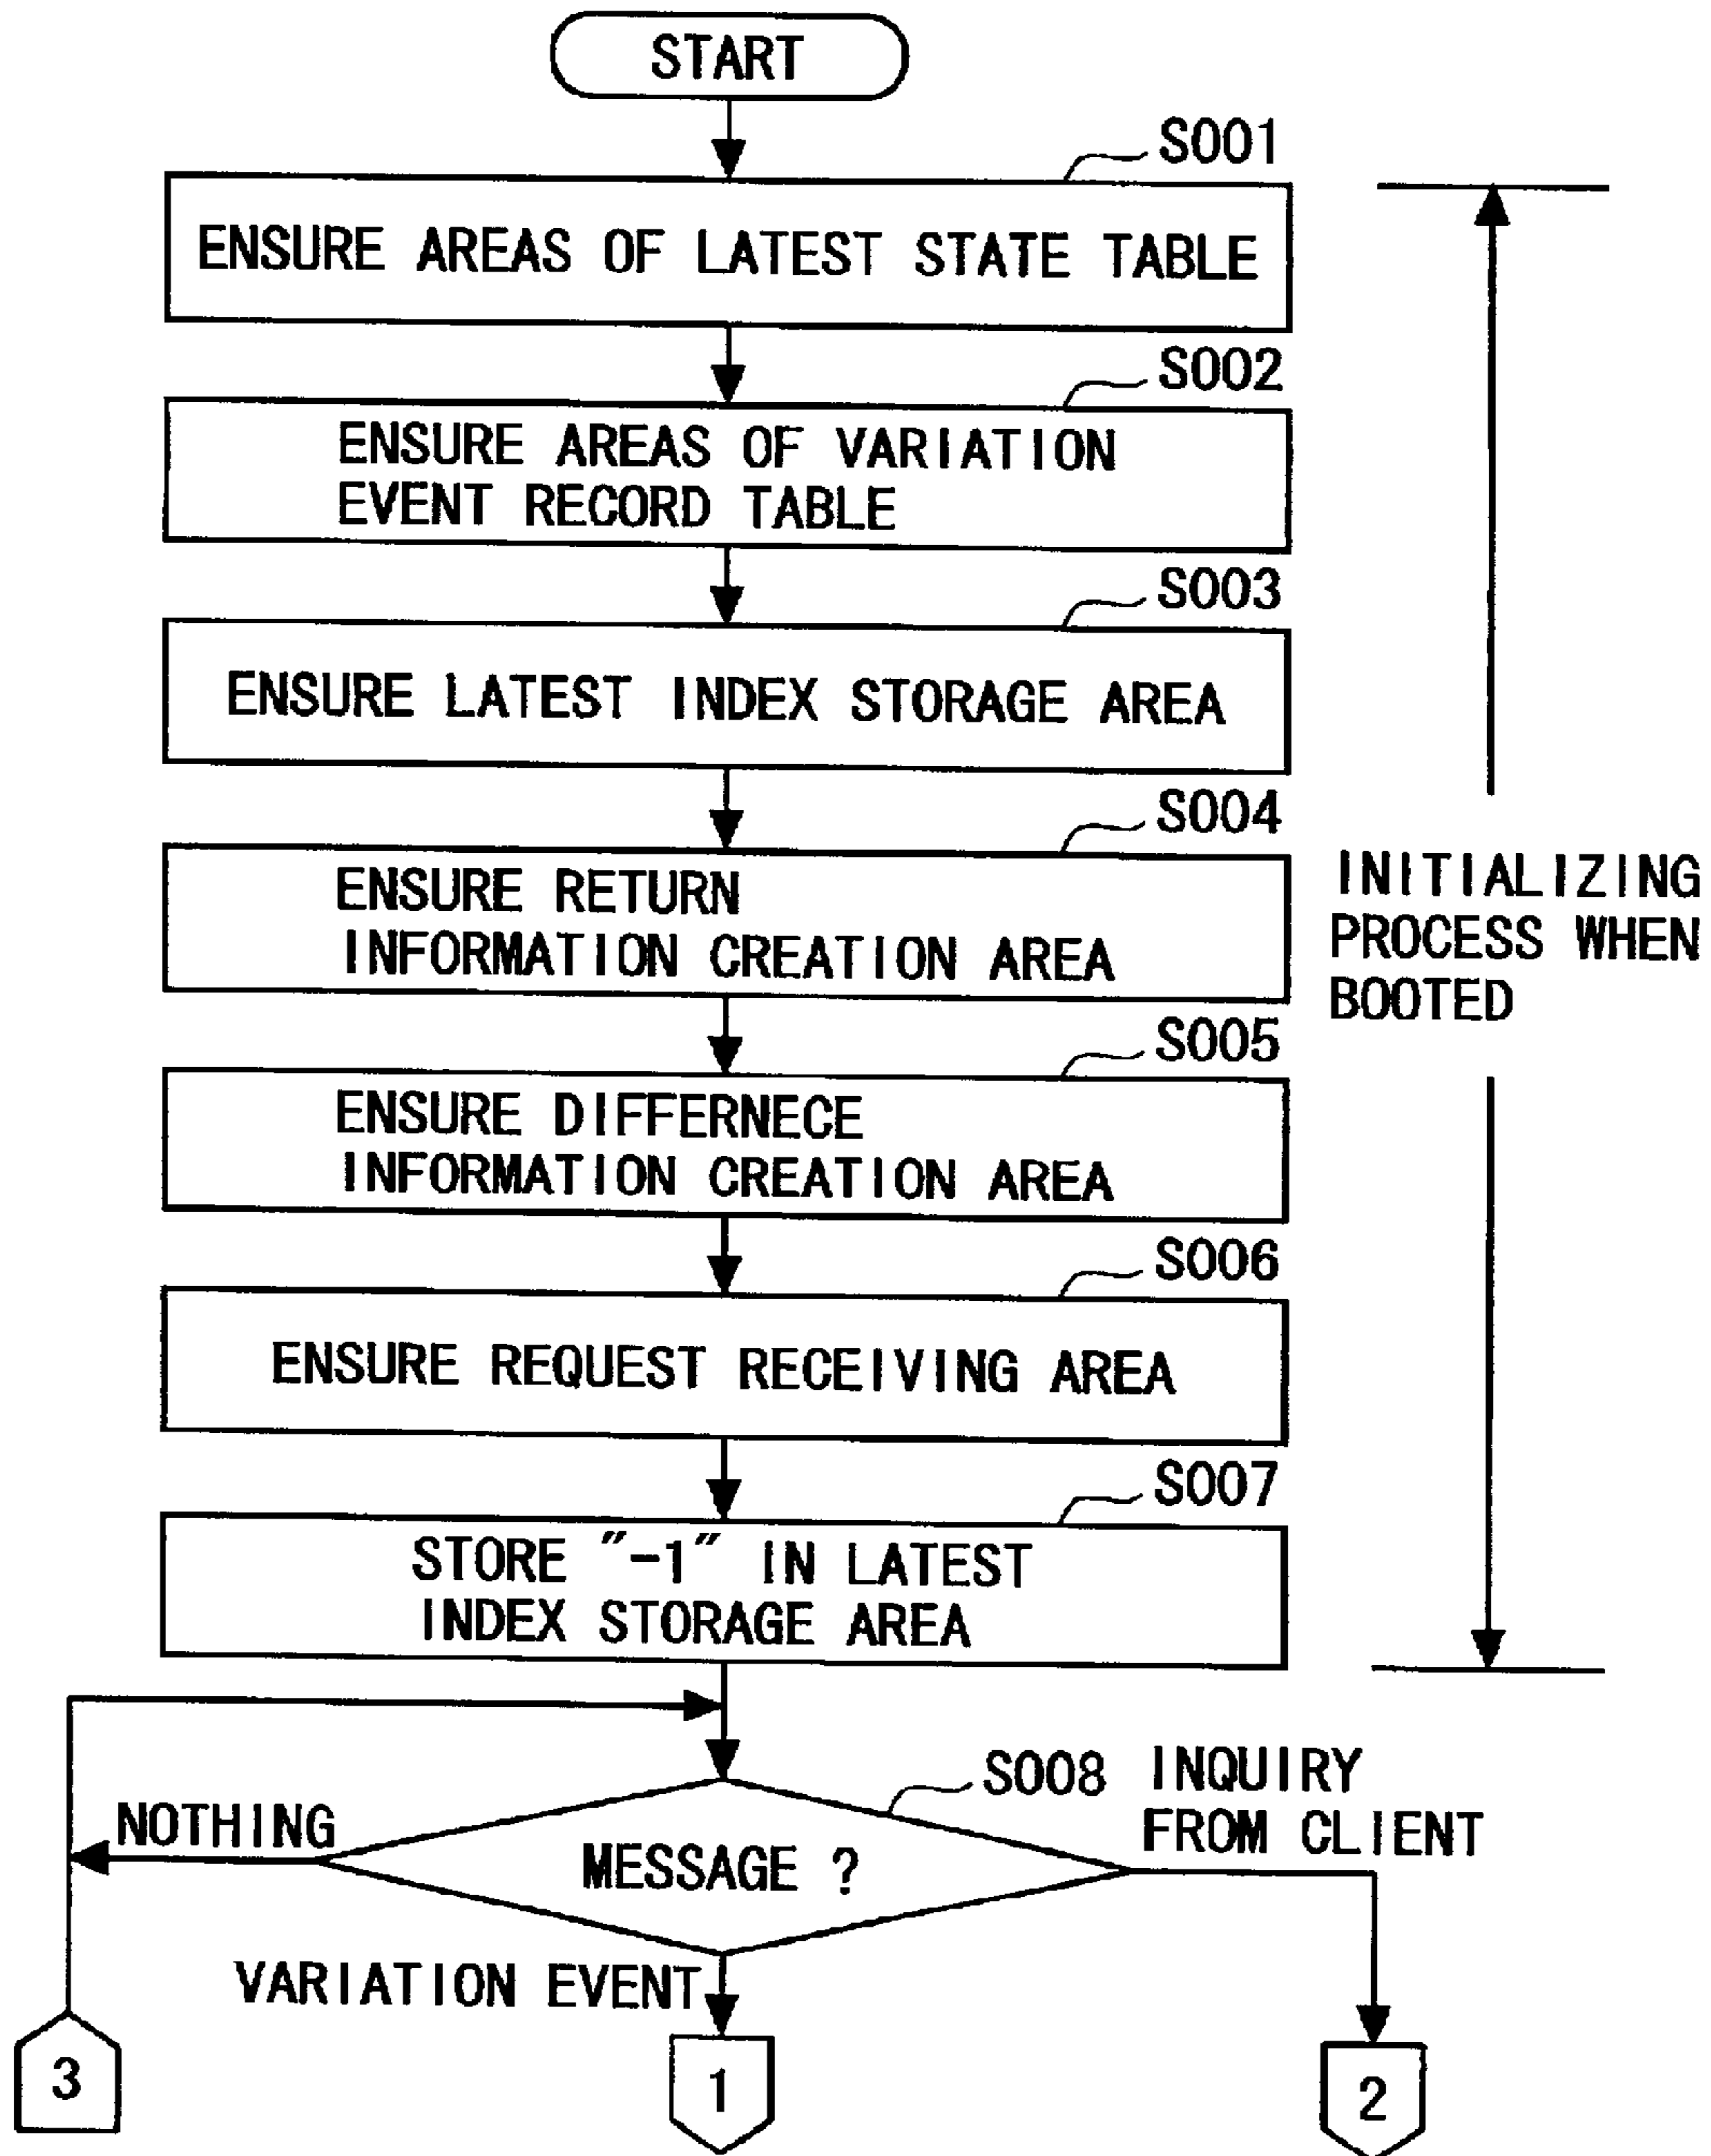 START
S001
ENSURE AREAS OF LATEST STATE TABLE
S002
ENSURE AREAS OF VARIATION
EVENT RECORD TABLE
S003
ENSURE LATEST INDEX STORAGE AREA
S004
ENSURE RETURN
INFORMATION CREATION AREA
INITIALIZING
PROCESS WHEN
BOOTED
S005
ENSURE DIFFERNECE
INFORMATION CREATION AREA
S006
ENSURE REQUEST RECEIVING AREA
S007
STORE "-1" IN LATEST
INDEX STORAGE AREA
S008
INQUIRY
FROM CLIENT
NOTHING
MESSAGE ?
VARIATION EVENT
3
1
2